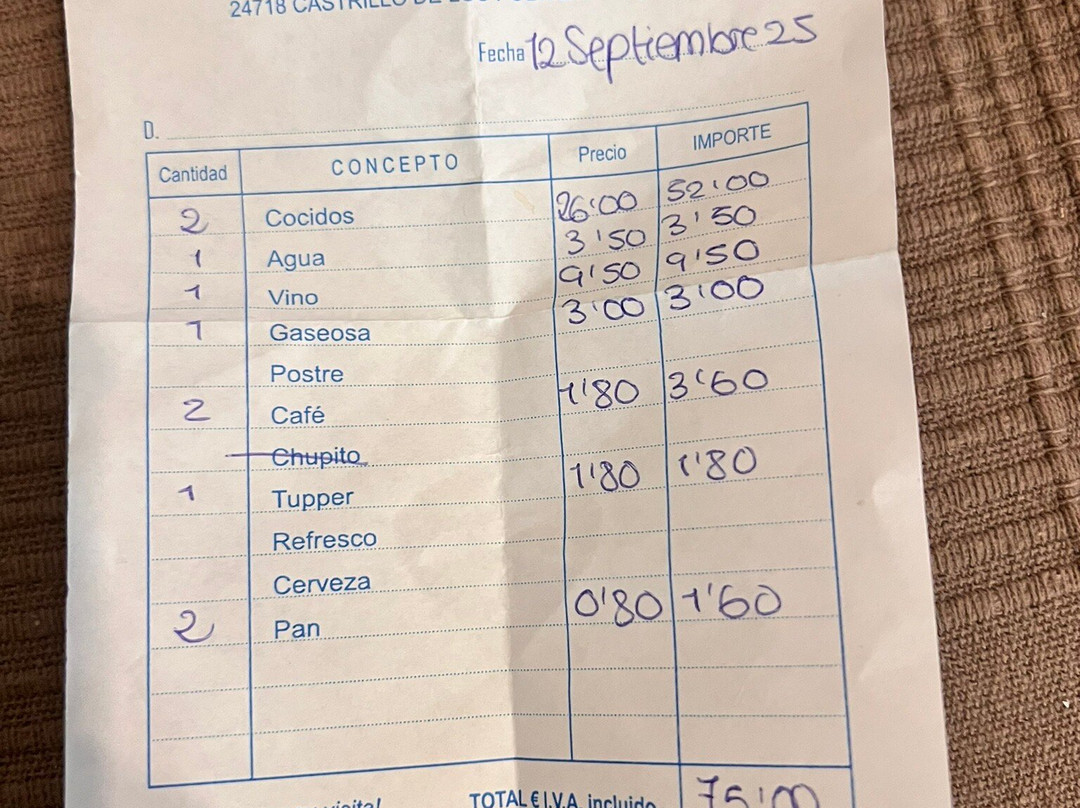 24718 CASTRILLO DE LOS
Fecha 12 Septiembre 25
D.
Cantidad CONCEPTO Precio IMPORTE
2 Cocidos 26'00 52'00
1 Agua 3'50 3'50
1 Vino 9'50 9'50
1 Gaseosa 3'00 3'00
Postre
2 Café 1'80 3'60
Chupito
1 Tupper 1'80 1'80
Refresco
Cerveza
2 Pan 0'80 1'60
TOTAL € I.V.A. incluido 75'00